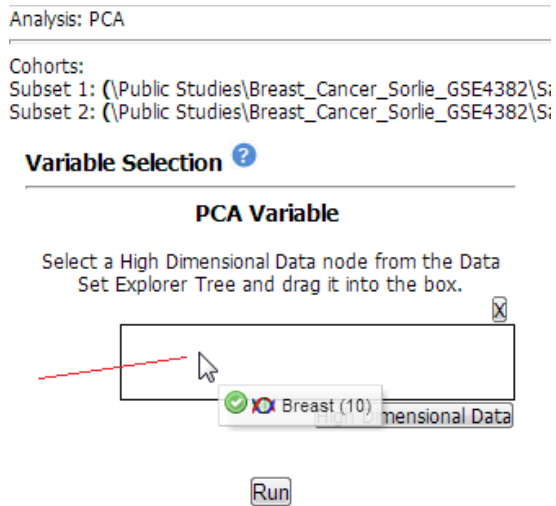 Analysis: PCA
Cohorts:
Subset 1: (\Public Studies\Breast_Cancer_Sorlie_GSE4382\Sa
Subset 2: (\Public Studies\Breast_Cancer_Sorlie_GSE4382\Sa
Variable Selection ?
PCA Variable
Select a High Dimensional Data node from the Data
Set Explorer Tree and drag it into the box.
X
Breast (10)
High Dimensional Data
Run